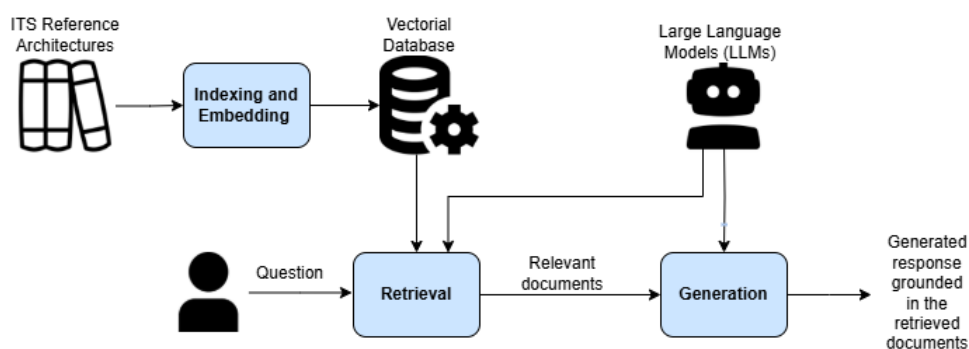 ITS Reference
Architectures
Vectorial
Database
Large Language
Models (LLMs)
Indexing and
Embedding
Question
Retrieval
Relevant
documents
Generation
Generated
response
grounded
in the
retrieved
documents